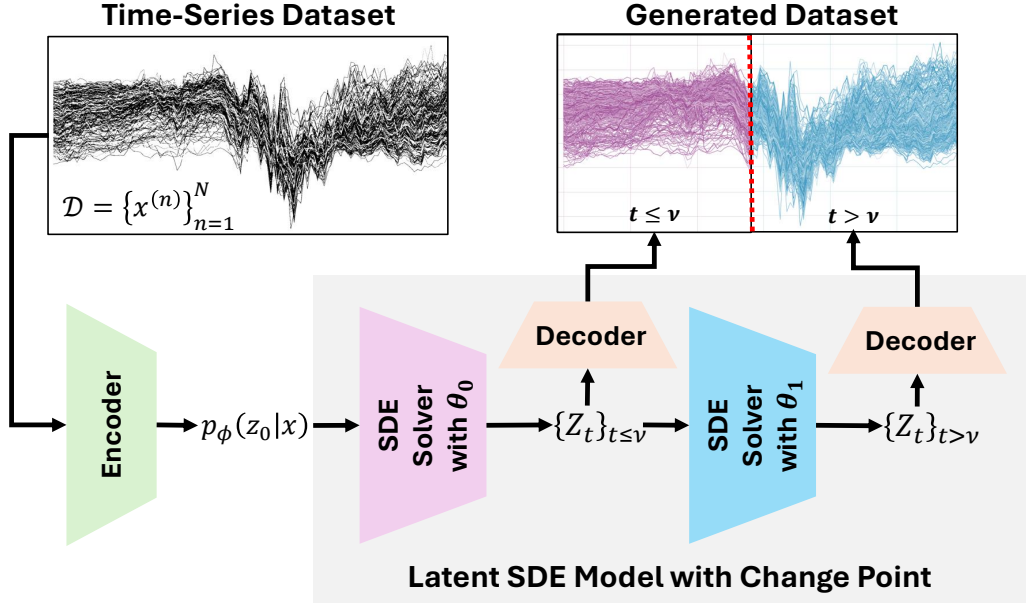 Time-Series Dataset
Generated Dataset
𝒟 = {x^(n)}_{n=1}^N
t ≤ ν
t > ν
Encoder
p_ϕ(z_0|x)
SDE
Solver
with θ_0
Decoder
{Z_t}_{t≤ν}
SDE
Solver
with θ_1
Decoder
{Z_t}_{t>ν}
Latent SDE Model with Change Point